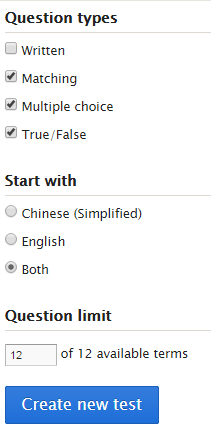 Question types
Written
Matching
Multiple choice
True/False
Start with
Chinese (Simplified)
English
Both
Question limit
12 of 12 available terms
Create new test